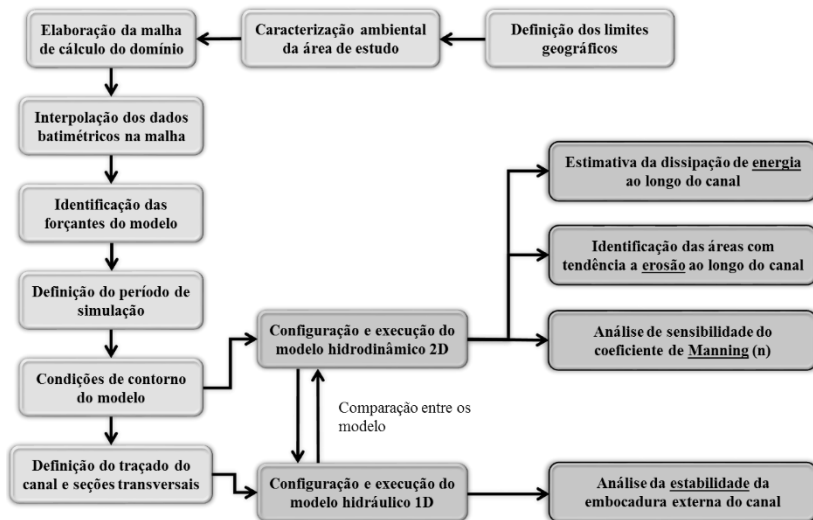 Elaboração da malha
de cálculo do domínio
Caracterização ambiental
da área de estudo
Definição dos limites
geográficos
Interpolação dos dados
batimétricos na malha
Identificação das
forçantes do modelo
Definição do período de
simulação
Condições de contorno
do modelo
Definição do traçado do
canal e seções transversais
Configuração e execução do
modelo hidrodinâmico 2D
Comparação entre os
modelo
Configuração e execução do
modelo hidráulico 1D
Estimativa da dissipação de energia
ao longo do canal
Identificação das áreas com
tendência a erosão ao longo do canal
Análise de sensibilidade do
coeficiente de Manning (n)
Análise da estabilidade da
embocadura externa do canal